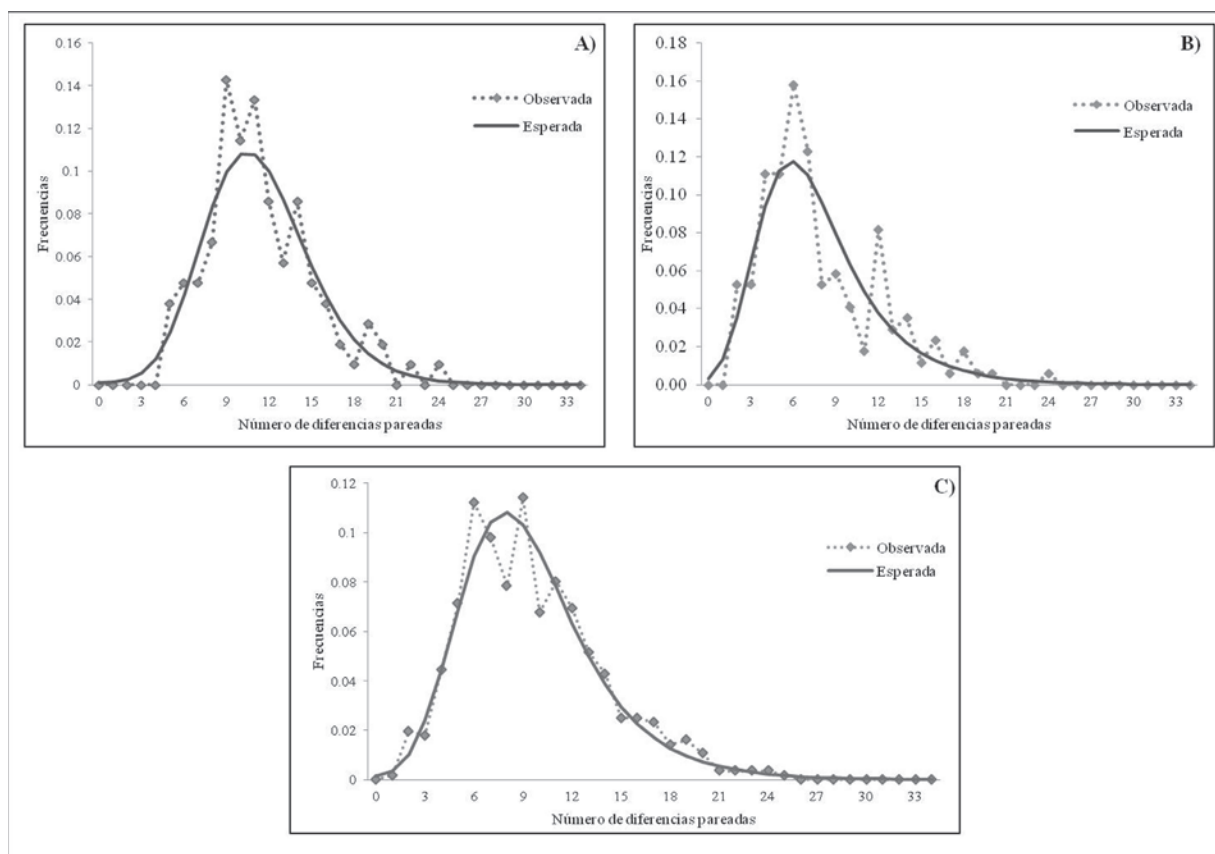 A)
0.16
0.14
0.12
0.1
0.08
0.06
0.04
0.02
0
Frecuencias
Observada
Esperada
0 3 6 9 12 15 18 21 24 27 30 33
Número de diferencias pareadas
B)
0.18
0.16
0.14
0.12
0.10
0.08
0.06
0.04
0.02
0.00
Frecuencias
Observada
Esperada
0 3 6 9 12 15 18 21 24 27 30 33
Número de diferencias pareadas
C)
0.12
0.1
0.08
0.06
0.04
0.02
0
Frecuencias
Observada
Esperada
0 3 6 9 12 15 18 21 24 27 30 33
Número de diferencias pareadas